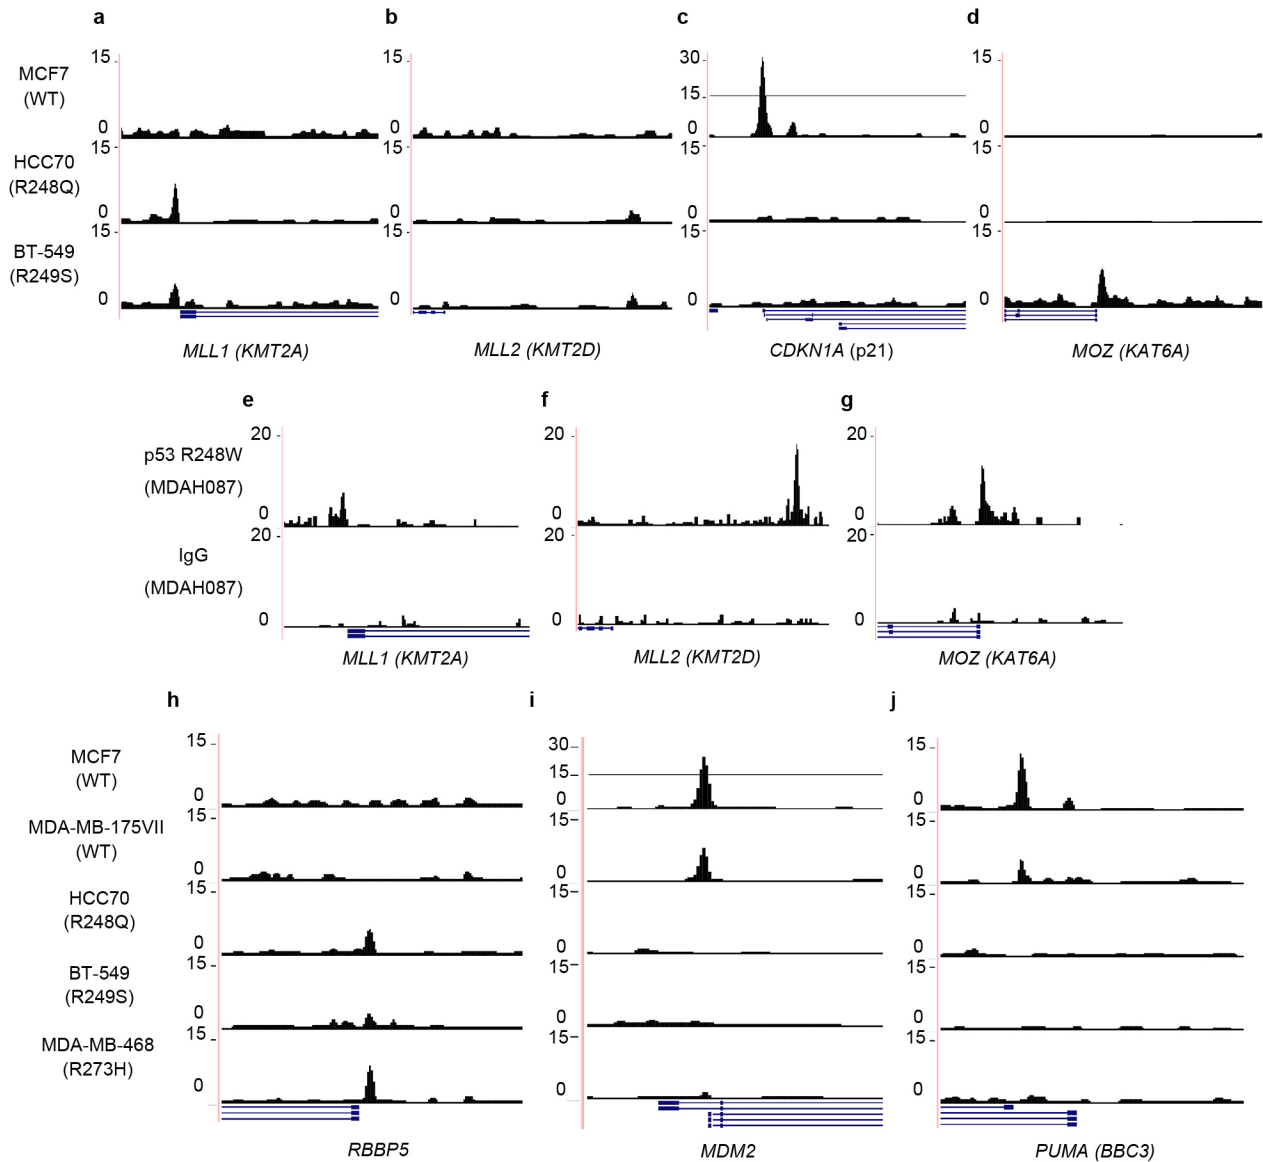 a b c d
MCF7
(WT)
HCC70
(R248Q)
BT-549
(R249S)
15
0
15
0
15
0
MLL1 (KMT2A)
15
0
15
0
15
0
MLL2 (KMT2D)
30
15
0
15
0
15
0
CDKN1A (p21)
15
0
15
0
15
0
MOZ (KAT6A)
e f g
p53 R248W
(MDAH087)
IgG
(MDAH087)
20
0
20
0
MLL1 (KMT2A)
20
0
20
0
MLL2 (KMT2D)
20
0
20
0
MOZ (KAT6A)
h i j
MCF7
(WT)
MDA-MB-175VII
(WT)
HCC70
(R248Q)
BT-549
(R249S)
MDA-MB-468
(R273H)
15
0
15
0
15
0
15
0
15
0
RBBP5
30
15
0
15
0
15
0
15
0
15
0
MDM2
15
0
15
0
15
0
15
0
15
0
PUMA (BBC3)